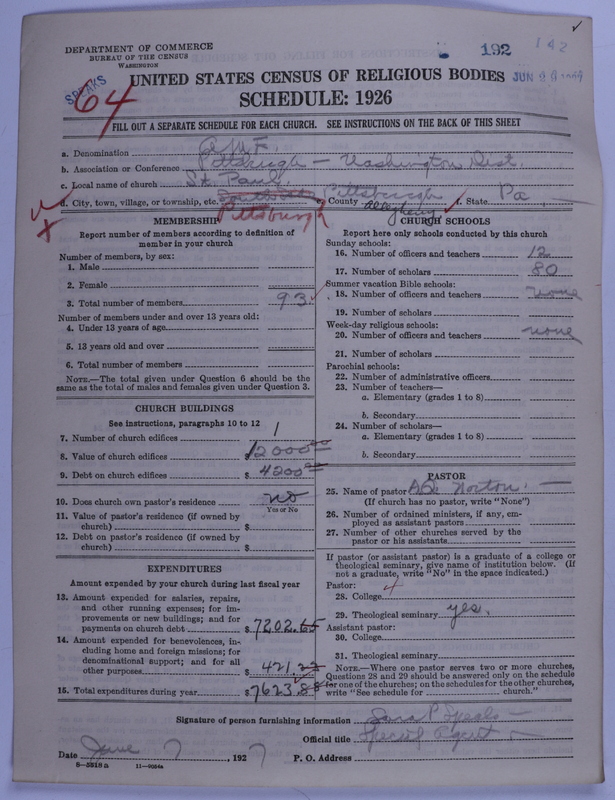 192 142
DEPARTMENT OF COMMERCE
BUREAU OF THE CENSUS
WASHINGTON
SPEAKS
64
UNITED STATES CENSUS OF RELIGIOUS BODIES
SCHEDULE: 1926
FILL OUT A SEPARATE SCHEDULE FOR EACH CHURCH. SEE INSTRUCTIONS ON THE BACK OF THIS SHEET
a. Denomination
b. Association or Conference Pittsburgh - Washington Dist.
c. Local name of church St. Paul
d. City, town, village, or township, etc. Pittsburgh e. County Allegheny f. State Pa
Pittsburgh
MEMBERSHIP
Report number of members according to definition of
member in your church
Number of members, by sex:
1. Male
2. Female
3. Total number of members 93
Number of members under and over 13 years old:
4. Under 13 years of age
5. 13 years old and over
6. Total number of members
NOTE.—The total given under Question 6 should be the
same as the total of males and females given under Question 3.
CHURCH BUILDINGS
See instructions, paragraphs 10 to 12
7. Number of church edifices 1
8. Value of church edifices $12000.00
9. Debt on church edifices $4200.00
10. Does church own pastor's residence no
Yes or No
11. Value of pastor's residence (if owned by
church) $
12. Debt on pastor's residence (if owned by
church) $
EXPENDITURES
Amount expended by your church during last fiscal year
13. Amount expended for salaries, repairs,
and other running expenses; for im-
provements or new buildings; and for
payments on church debt $7202.65
14. Amount expended for benevolences, in-
cluding home and foreign missions; for
denominational support; and for all
other purposes $421.23
15. Total expenditures during year $7623.88
CHURCH SCHOOLS
Report here only schools conducted by this church
Sunday schools:
16. Number of officers and teachers 12
17. Number of scholars 80
Summer vacation Bible schools:
18. Number of officers and teachers none
19. Number of scholars
Week-day religious schools:
20. Number of officers and teachers none
21. Number of scholars
Parochial schools:
22. Number of administrative officers
23. Number of teachers—
a. Elementary (grades 1 to 8)
b. Secondary
24. Number of scholars—
a. Elementary (grades 1 to 8)
b. Secondary
PASTOR
25. Name of pastor Norton
(If church has no pastor, write "None")
26. Number of ordained ministers, if any, em-
ployed as assistant pastors
27. Number of other churches served by the
pastor or his assistants
If pastor (or assistant pastor) is a graduate of a college or
theological seminary, give name of institution below. (If
not a graduate, write "No" in the space indicated.)
Pastor:
28. College
29. Theological seminary yes.
Assistant pastor:
30. College
31. Theological seminary
NOTE.—Where one pastor serves two or more churches,
Questions 28 and 29 should be answered only on the schedule
for one of the churches; on the schedules for the other churches,
write "See schedule for church."
Signature of person furnishing information
Official title Special Agent
Date June 7, 1927 P. O. Address
8—5518 a 11—9024a